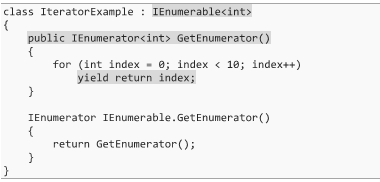 class IteratorExample : IEnumerable<int>
{
    public IEnumerator<int> GetEnumerator()
    {
        for (int index = 0; index < 10; index++)
            yield return index;
    }

    IEnumerator IEnumerable.GetEnumerator()
    {
        return GetEnumerator();
    }
}